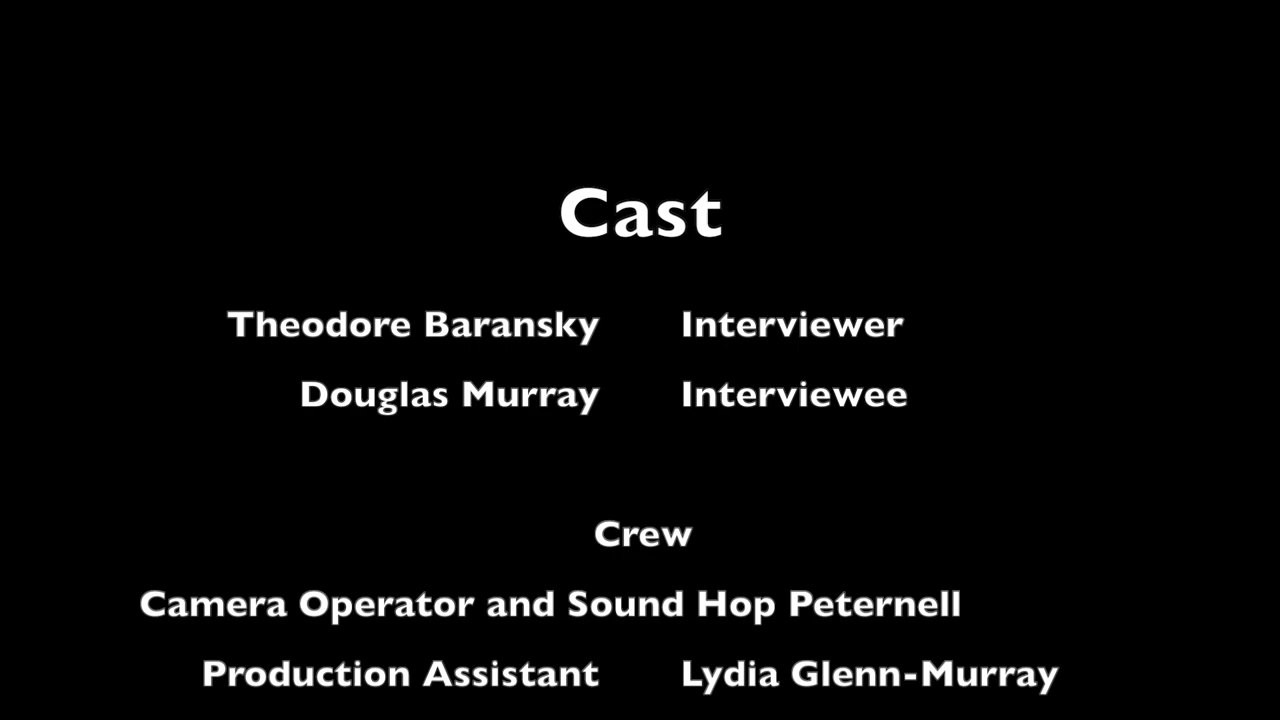 Cast
Theodore Baransky Interviewer
Douglas Murray Interviewee
Crew
Camera Operator and Sound Hop Peternell
Production Assistant Lydia Glenn-Murray